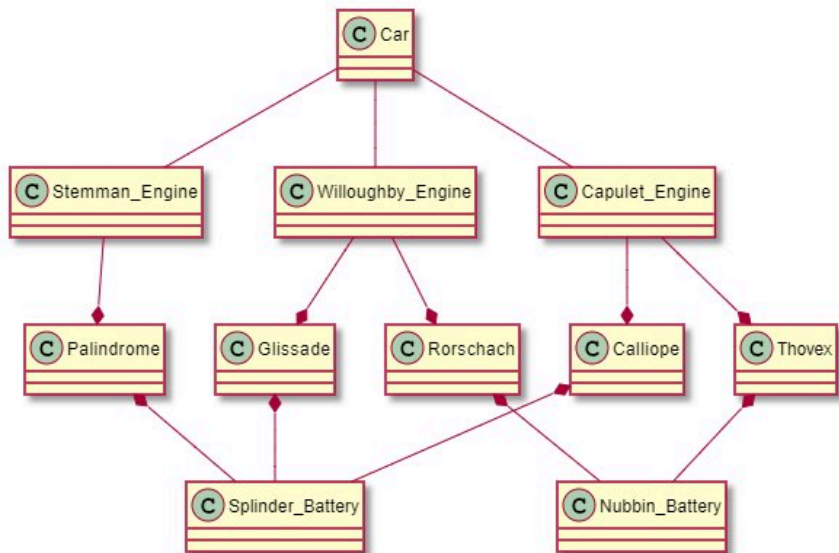 C Car
C Stemman_Engine
C Willoughby_Engine
C Capulet_Engine
C Palindrome
C Glissade
C Rorschach
C Calliope
C Thovex
C Splinder_Battery
C Nubbin_Battery